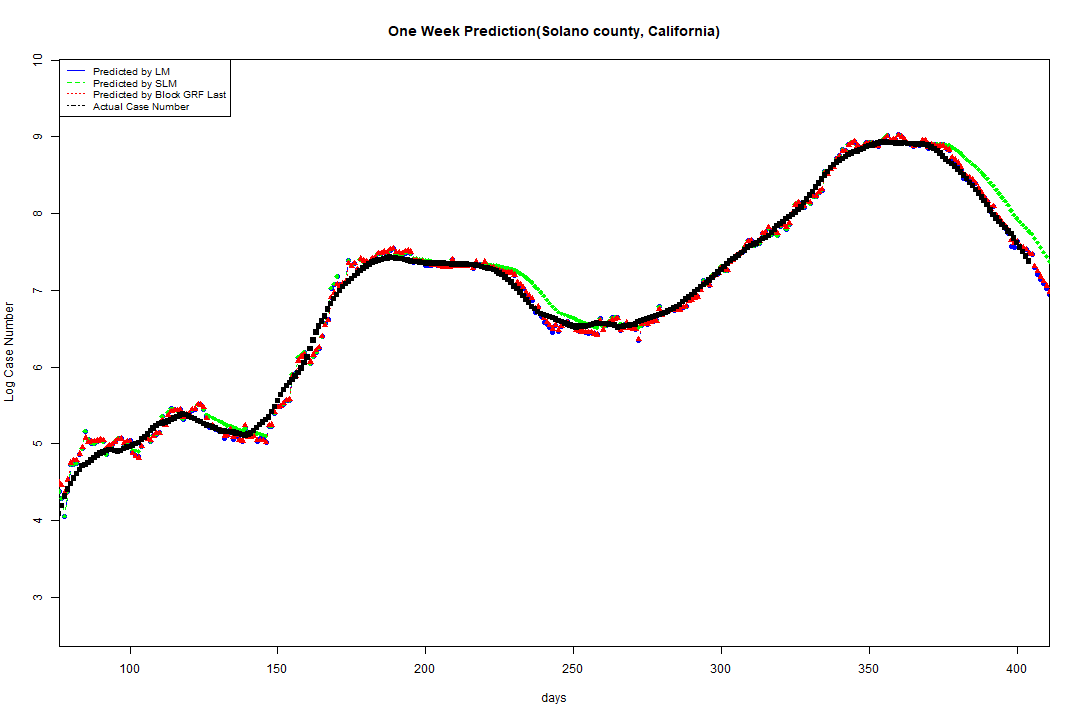 One Week Prediction(Solano county, California)
Predicted by LM
Predicted by SLM
Predicted by Block GRF Last
Actual Case Number
10
9
8
7
6
5
4
3
Log Case Number
100 150 200 250 300 350 400
days